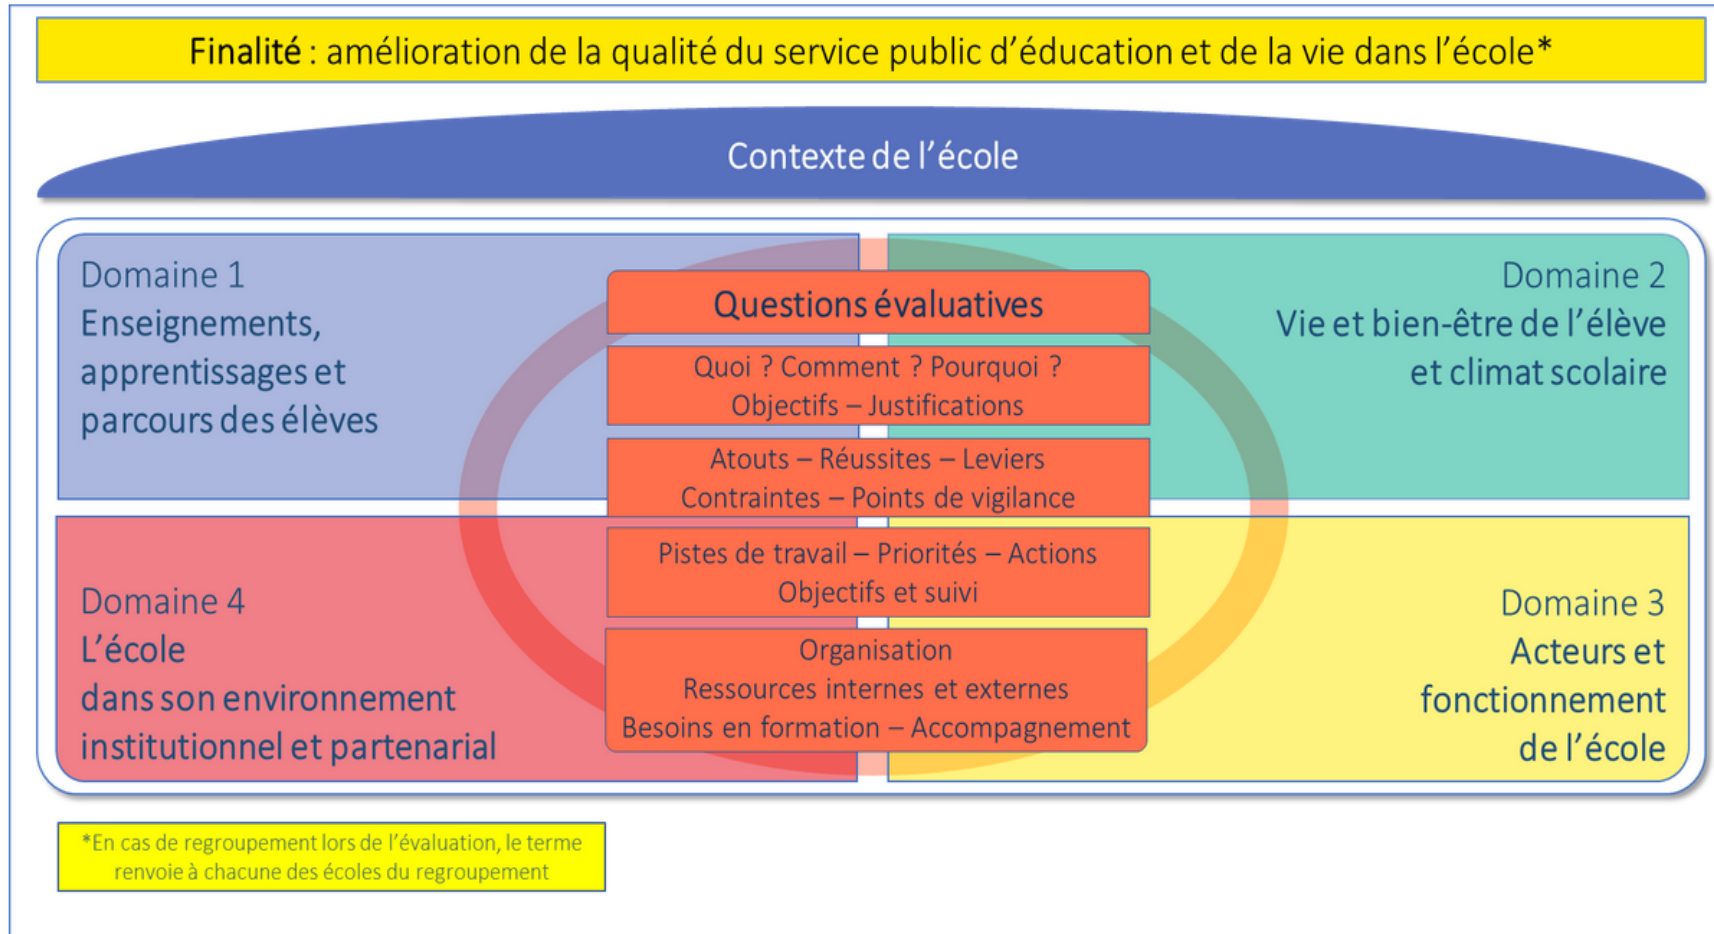 Finalité : amélioration de la qualité du service public d’éducation et de la vie dans l’école*
Contexte de l’école
Domaine 1
Enseignements,
apprentissages et
parcours des élèves
Domaine 2
Vie et bien-être de l’élève
et climat scolaire
Questions évaluatives
Quoi ? Comment ? Pourquoi ?
Objectifs – Justifications
Atouts – Réussites – Leviers
Contraintes – Points de vigilance
Pistes de travail – Priorités – Actions
Objectifs et suivi
Organisation
Ressources internes et externes
Besoins en formation – Accompagnement
Domaine 4
L’école
dans son environnement
institutionnel et partenarial
Domaine 3
Acteurs et
fonctionnement
de l’école
*En cas de regroupement lors de l’évaluation, le terme
renvoie à chacune des écoles du regroupement